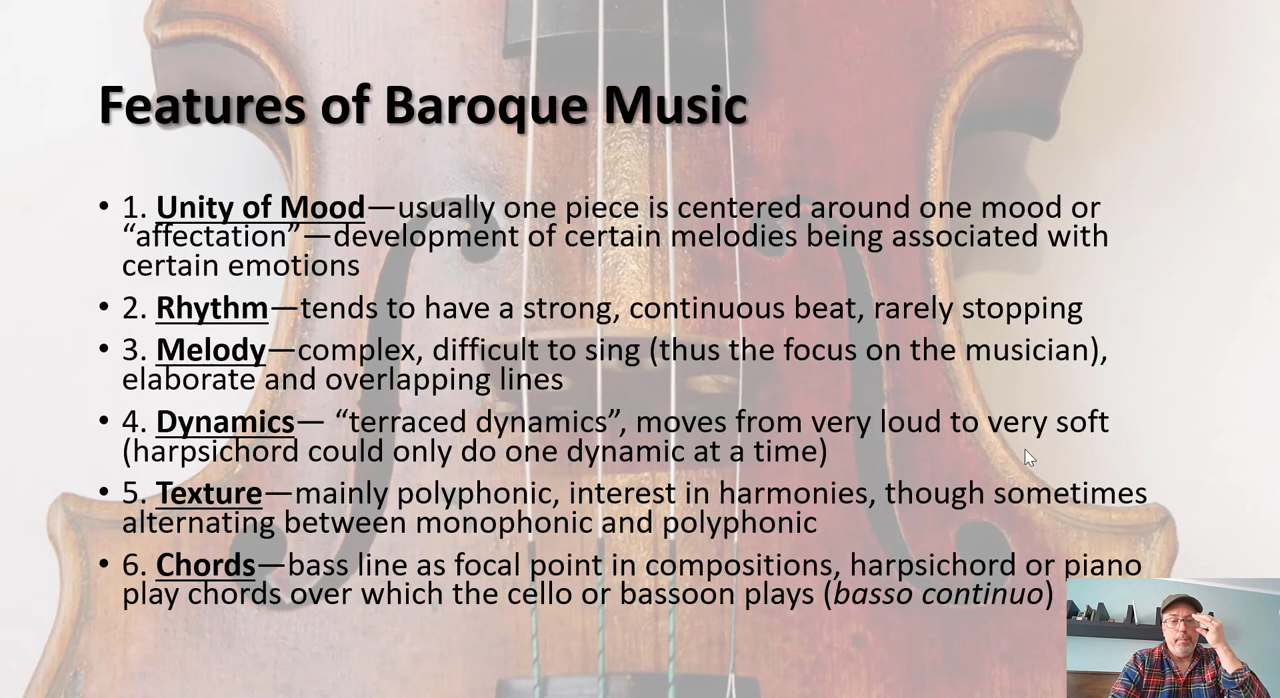 Features of Baroque Music
• 1. Unity of Mood—usually one piece is centered around one mood or
“affectation”—development of certain melodies being associated with
certain emotions
• 2. Rhythm—tends to have a strong, continuous beat, rarely stopping
• 3. Melody—complex, difficult to sing (thus the focus on the musician),
elaborate and overlapping lines
• 4. Dynamics— “terraced dynamics”, moves from very loud to very soft
(harpsichord could only do one dynamic at a time)
• 5. Texture—mainly polyphonic, interest in harmonies, though sometimes
alternating between monophonic and polyphonic
• 6. Chords—bass line as focal point in compositions, harpsichord or piano
play chords over which the cello or bassoon plays (basso continuo)